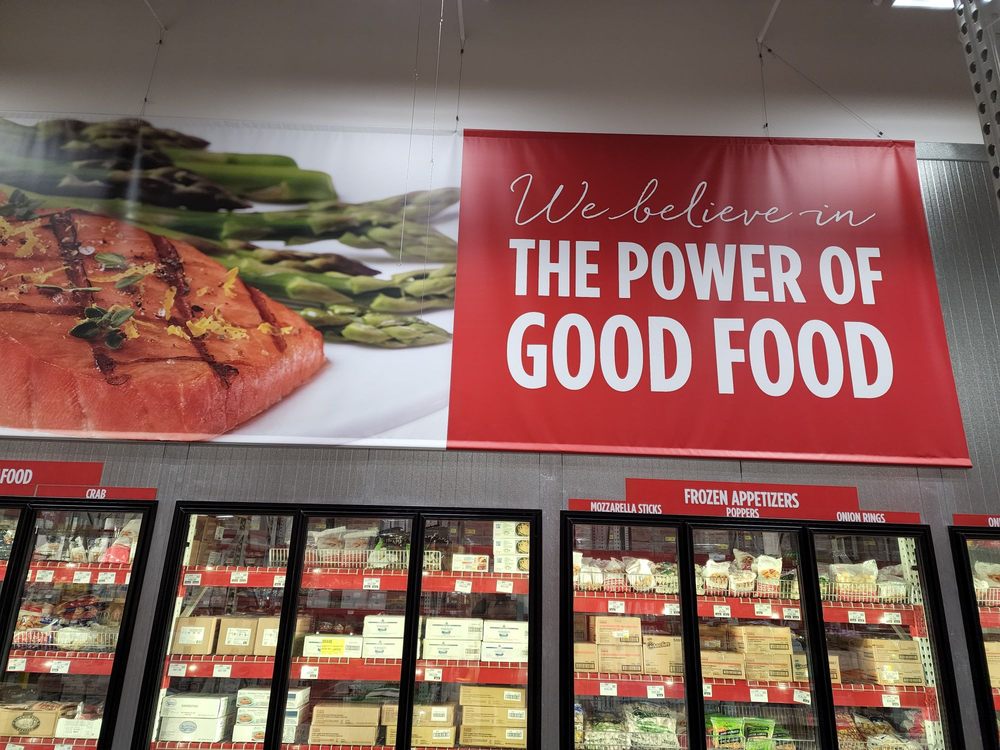 We believe in
THE POWER OF
GOOD FOOD
FOOD
CRAB
FROZEN APPETIZERS
MOZZARELLA STICKS
POPPERS
ONION RINGS